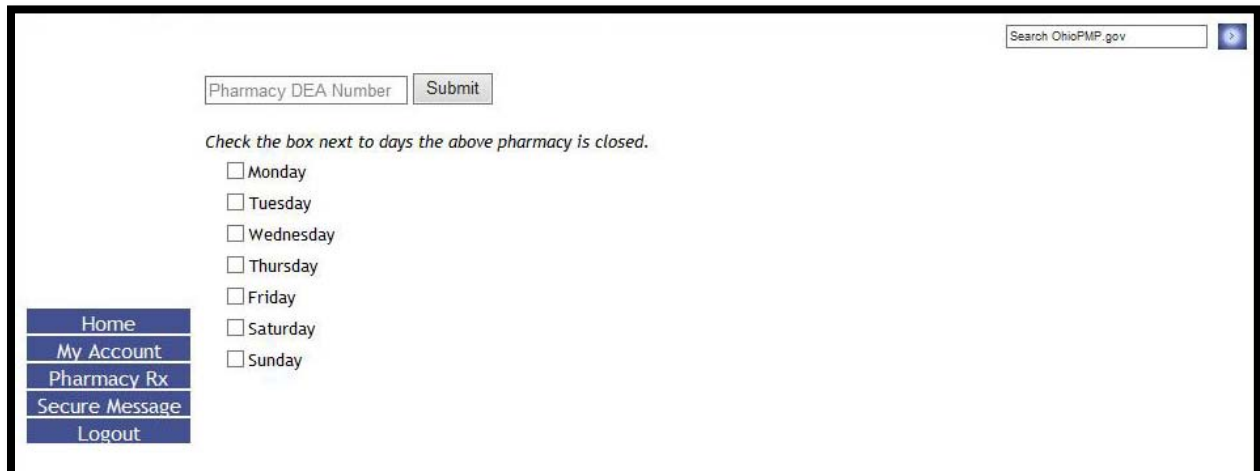 Search OhioPMP.gov
Pharmacy DEA Number Submit
Check the box next to days the above pharmacy is closed.
Monday
Tuesday
Wednesday
Thursday
Friday
Saturday
Sunday
Home
My Account
Pharmacy Rx
Secure Message
Logout